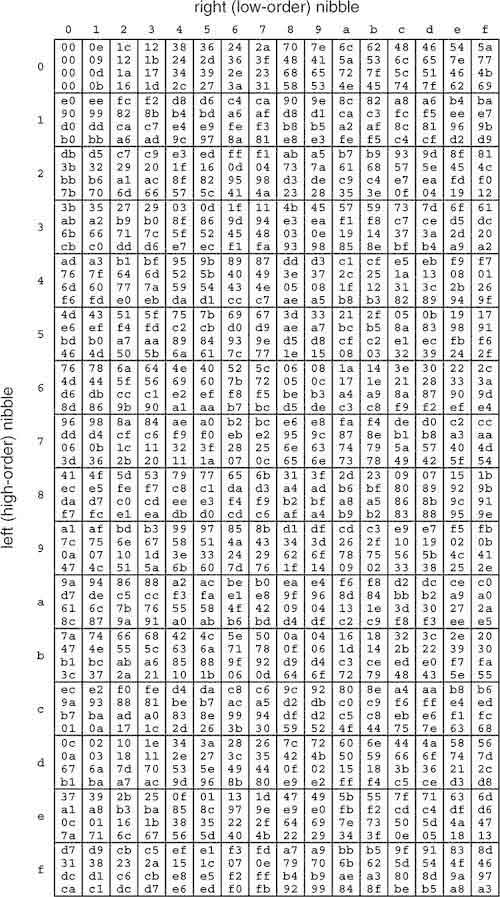 right (low-order) nibble
0 1 2 3 4 5 6 7 8 9 a b c d e f
left (high-order) nibble
0
00 0e 1c 12 38 36 24 2a 70 7e 6c 62 48 46 54 5a
00 09 12 1b 24 2d 36 3f 48 41 5a 53 6c 65 7e 77
00 0d 1a 17 34 39 2e 23 68 65 72 7f 5c 51 46 4b
00 0b 16 1d 2c 27 3a 31 58 53 4e 45 74 7f 62 69
1
e0 ee fc f2 d8 d6 c4 ca 90 9e 8c 82 a8 a6 b4 ba
90 99 82 8b b4 bd a6 af d8 d1 ca c3 fc f5 ee e7
d0 dd ca c7 e4 e9 fe f3 b8 b5 a2 af 8c 81 96 9b
b0 bb a6 ad 9c 97 8a 81 e8 e3 fe f5 c4 cf d2 d9
2
db d5 c7 c9 e3 ed ff f1 ab a5 b7 b9 93 9d 8f 81
3b 32 29 20 1f 16 0d 04 73 7a 61 68 57 5e 45 4c
bb b6 a1 ac 8f 82 95 98 d3 de c9 c4 e7 ea fd f0
7b 70 6d 66 57 5c 41 4a 23 28 35 3e 0f 04 19 12
3
3b 35 27 29 03 0d 1f 11 4b 45 57 59 73 7d 6f 61
ab a2 b9 b0 8f 86 9d 94 e3 ea f1 f8 c7 ce d5 dc
6b 66 71 7c 5f 52 45 48 03 0e 19 14 37 3a 2d 20
cb c0 dd d6 e7 ec f1 fa 93 98 85 8e bf b4 a9 a2
4
ad a3 b1 bf 95 9b 89 87 dd d3 c1 cf e5 eb f9 f7
76 7f 64 6d 52 5b 40 49 3e 37 2c 25 1a 13 08 01
6d 60 77 7a 59 54 43 4e 05 08 1f 12 31 3c 2b 26
f6 fd e0 eb da d1 cc c7 ae a5 b8 b3 82 89 94 9f
5
4d 43 51 5f 75 7b 69 67 3d 33 21 2f 05 0b 19 17
e6 ef f4 fd c2 cb d0 d9 ae a7 bc b5 8a 83 98 91
bd b0 a7 aa 89 84 93 9e d5 d8 cf c2 e1 ec fb f6
46 4d 50 5b 6a 61 7c 77 1e 15 08 03 32 39 24 2f
6
76 78 6a 64 4e 40 52 5c 06 08 1a 14 3e 30 22 2c
4d 44 5f 56 69 60 7b 72 05 0c 17 1e 21 28 33 3a
d6 db cc c1 e2 ef f8 f5 be b3 a4 a9 8a 87 90 9d
8d 86 9b 90 a1 aa b7 bc d5 de c3 c8 f9 f2 ef e4
7
96 98 8a 84 ae a0 b2 bc e6 e8 fa f4 de d0 c2 cc
dd d4 cf c6 f9 f0 eb e2 95 9c 87 8e b1 b8 a3 aa
06 0b 1c 11 32 3f 28 25 6e 63 74 79 5a 57 40 4d
3d 36 2b 20 11 1a 07 0c 65 6e 73 78 49 42 5f 54
8
41 4f 5d 53 79 77 65 6b 31 3f 2d 23 09 07 15 1b
ec e5 fe f7 c8 c1 da d3 a4 ad b6 bf 80 89 92 9b
da d7 c0 cd ee e3 f4 f9 b2 bf a8 a5 86 8b 9c 91
f7 fc e1 ea db d0 cd c6 af a4 b9 b2 83 88 95 9e
9
a1 af bd b3 99 97 85 8b d1 df cd c3 e9 e7 f5 fb
7c 75 6e 67 58 51 4a 43 34 3d 26 2f 10 19 02 0b
0a 07 10 1d 3e 33 24 29 62 6f 78 75 56 5b 4c 41
47 4c 51 5a 6b 60 7d 76 1f 14 09 02 33 38 25 2e
a
9a 94 86 88 a2 ac be b0 ea e4 f6 f8 d2 dc ce c0
d7 de c5 cc f3 fa e1 e8 9f 96 8d 84 bb b2 a9 a0
61 6c 7b 76 55 58 4f 42 09 04 13 1e 3d 30 27 2a
8c 87 9a 91 a0 ab b6 bd d4 df c2 c9 f8 f3 ee e5
b
7a 74 66 68 42 4c 5e 50 0a 04 16 18 32 3c 2e 20
47 4e 55 5c 63 6a 71 78 0f 06 1d 14 2b 22 39 30
b1 bc ab a6 85 88 9f 92 d9 d4 c3 ce ed e0 f7 fa
3c 37 2a 21 10 1b 06 0d 64 6f 72 79 48 43 5e 55
c
ec e2 f0 fe d4 da c8 c6 9c 92 80 8e a4 aa b8 b6
9a 93 88 81 be b7 ac a5 d2 db c0 c9 f6 ff e4 ed
b7 ba ad a0 83 8e 99 94 df d2 c5 c8 eb e6 f1 fc
01 0a 17 1c 2d 26 3b 30 59 52 4f 44 75 7e 63 68
d
0c 02 10 1e 34 3a 28 26 7c 72 60 6e 44 4a 58 56
0a 03 18 11 2e 27 3c 35 42 4b 50 59 66 6f 74 7d
67 6a 7d 70 53 5e 49 44 0f 02 15 18 3b 36 21 2c
b1 ba a7 ac 9d 96 8b 80 e9 e2 ff f4 c5 ce d3 d8
e
37 39 2b 25 0f 01 13 1d 47 49 5b 55 7f 71 63 6d
a1 a8 b3 ba 85 8c 97 9e e9 e0 fb f2 cd c4 df d6
0c 01 16 1b 38 35 22 2f 64 69 7e 73 50 5d 4a 47
7a 71 6c 67 56 5d 40 4b 22 29 34 3f 0e 05 18 13
f
d7 d9 cb c5 ef e1 f3 fd a7 a9 bb b5 9f 91 83 8d
31 38 23 2a 15 1c 07 0e 79 70 6b 62 5d 54 4f 46
dc d1 c6 cb e8 e5 f2 ff b4 b9 ae a3 80 8d 9a 97
ca c1 dc d7 e6 ed f0 fb 92 99 84 8f be b5 a8 a3